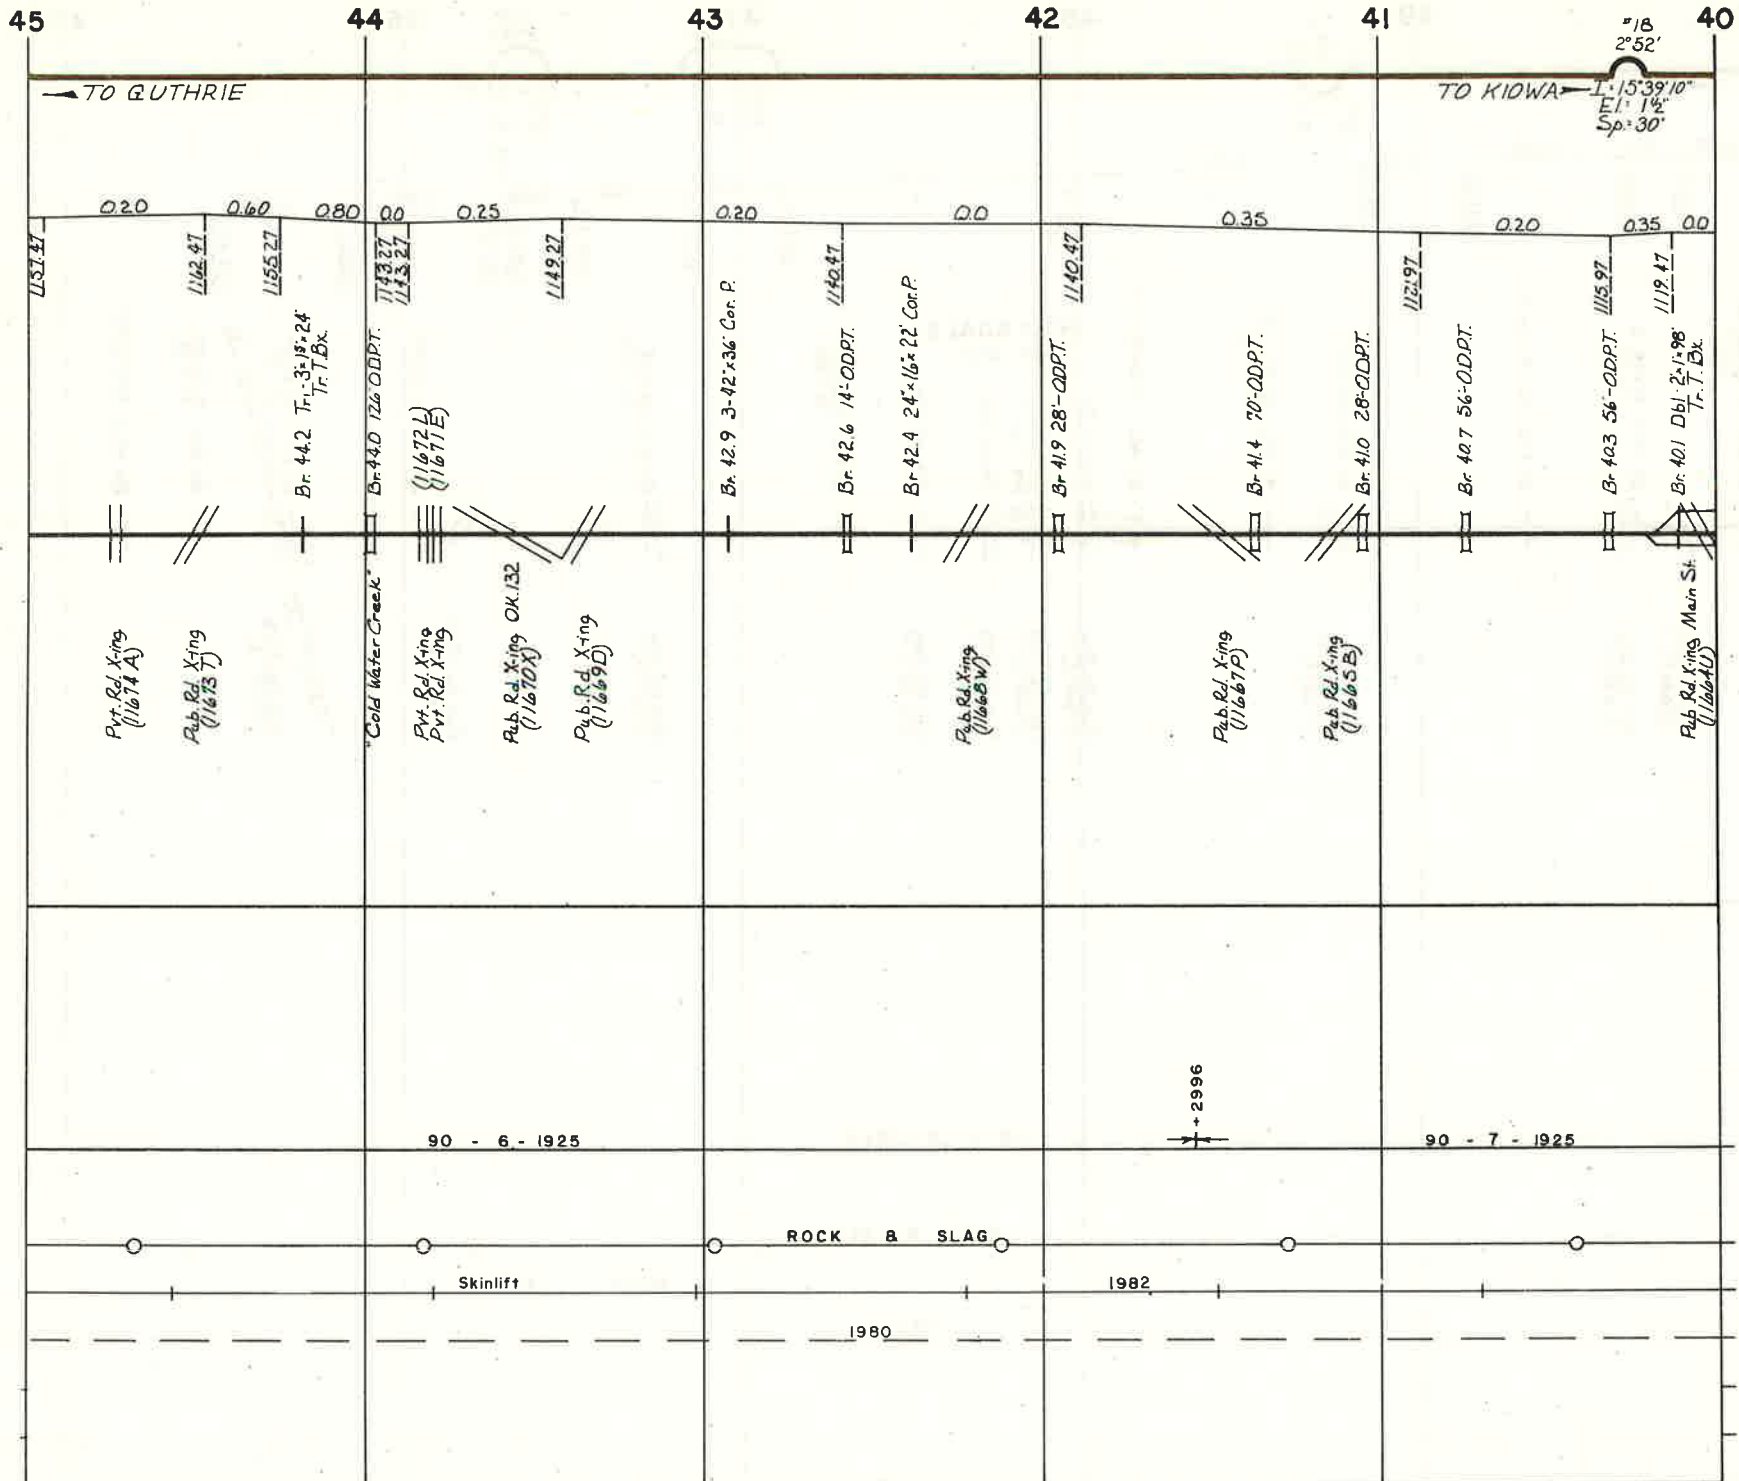 45 44 43 42 41 40
#18
2°52'
TO GUTHRIE
TO KIOWA
I=15°39'10"
El= 1½"
Sp.=30'
0.20 0.60 0.80 0.0 0.25 0.20 0.0 0.35 0.20 0.35 0.0
1157.47
1162.47
1155.27
1143.27
1143.27
1149.27
1140.47
1140.47
1121.97
1115.97
1119.47
Br. 44.2 Tri. 3'x 24'
Tr. T. Bx.
Br. 44.0 126' O.D.P.T.
(11672L)
(11671E)
Br. 42.9 3-42"x36' Cor. P.
Br. 42.6 14'-O.D.P.T.
Br. 42.4 24"x16"x22' Cor. P.
Br. 41.9 28'-O.D.P.T.
Br. 41.4 70'-O.D.P.T.
Br. 41.0 28'-O.D.P.T.
Br. 40.7 56'-O.D.P.T.
Br. 40.3 56'-O.D.P.T.
Br. 40.1 Dbl. 2'x1'x98'
Tr. T. Bx.
Pvt. Rd. X-ing
(11674A)
Pub. Rd. X-ing
(11673T)
"Cold Water Creek"
Pvt. Rd. X-ing
Pvt. Rd. X-ing
Pub. Rd. X-ing OK.132
(11670X)
Pub. Rd. X-ing
(11669D)
Pub. Rd. X-ing
(11668W)
Pub. Rd. X-ing
(11667P)
Pub. Rd. X-ing
(11665B)
Pub. Rd. X-ing Main St.
(11664U)
+2996
90 - 6 - 1925
90 - 7 - 1925
ROCK & SLAG
Skinlift 1982
1980